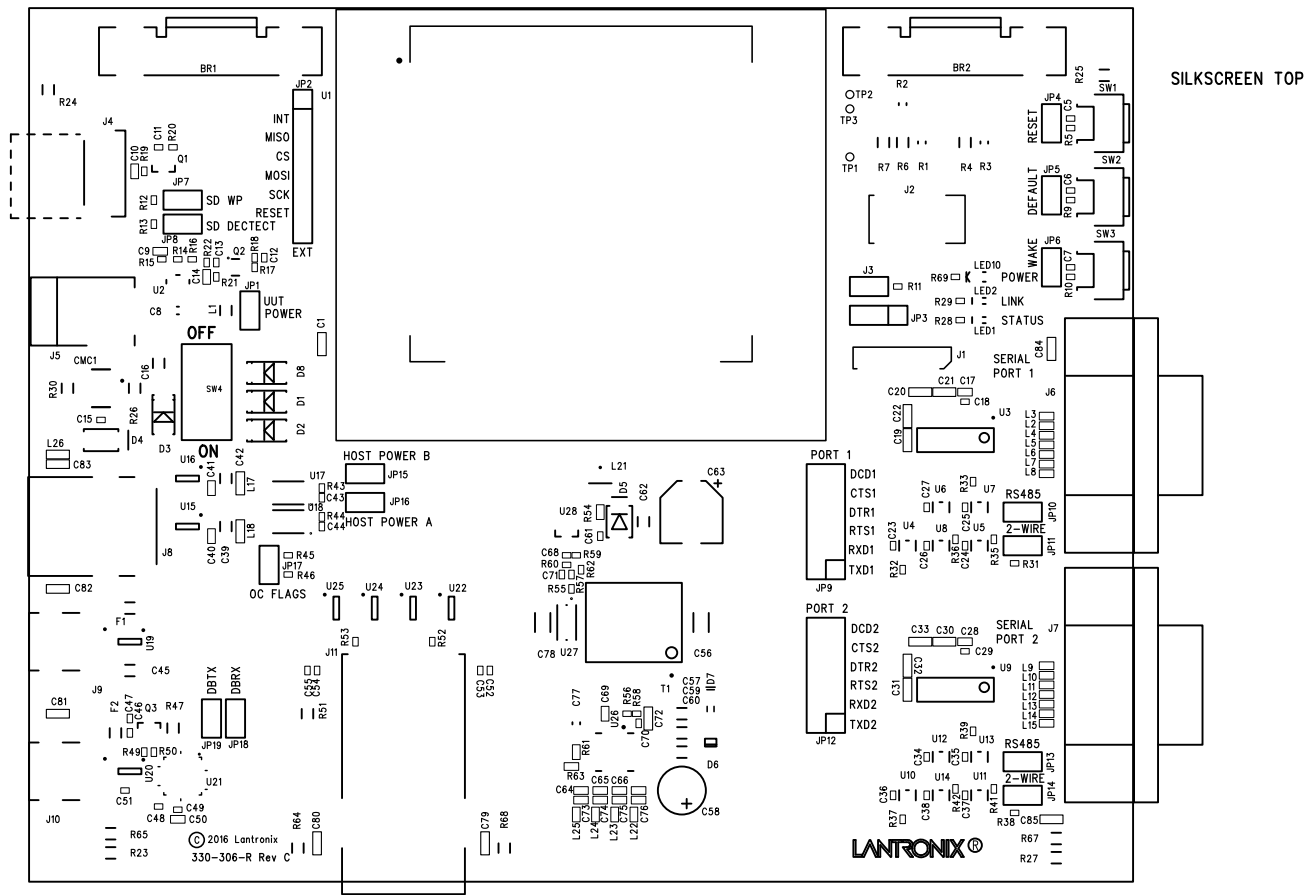 SILKSCREEN TOP
BR1
BR2
R25
R24
JP2
U1
J4
C11
R20
C10
R19
Q1
INT
MISO
CS
MOSI
SCK
RESET
EXT
JP7
SD WP
SD DECTECT
JP8
R12
R13
C9
R15
R14
R16
R22
C13
Q2
R18
C12
R17
R21
C14
U2
C8
L1
JP1
UUT
POWER
C1
R2
TP2
TP3
TP1
R7
R6
R1
R4
R3
J2
RESET
JP4
C5
R5
SW1
DEFAULT
JP5
C6
R9
SW2
WAKE
JP6
C7
R10
SW3
J3
R11
JP3
R69
LED10
POWER
LED2
R29
LINK
R28
STATUS
LED1
J1
J5
CMC1
R30
C16
C15
R26
D4
D3
OFF
SW4
ON
D8
D1
D2
L26
C83
U16
C41
C42
L17
U15
C40
C39
L18
U17
U18
R43
C43
R44
C44
HOST POWER B
JP15
JP16
HOST POWER A
J8
R45
JP17
R46
OC FLAGS
C82
SERIAL
PORT 1
C84
J6
C20
C21
C17
C18
C22
C19
U3
L3
L2
L4
L5
L6
L7
L8
L21
D5
C62
C63
+
U28
R54
C61
C68
R59
R60
C71
R62
R55
R57
C78
U27
C56
T1
PORT 1
DCD1
CTS1
DTR1
RTS1
RXD1
TXD1
JP9
C27
U6
C25
U7
R33
RS485
JP10
2-WIRE
JP11
R31
C23
U4
C26
U8
R36
C24
U5
R35
R32
U25
U24
U23
U22
R53
R52
J11
C55
C54
C53
C52
R51
F1
U19
C45
J9
C81
F2
C47
C46
Q3
R47
DBTX
DBRX
JP19
JP18
R49
R50
U20
U21
C51
C48
C49
C50
J10
R65
R23
© 2016 Lantronix
330-306-R Rev C
R64
C80
C79
R68
C77
C69
R56
R58
U26
C70
C72
C57
C59
C60
D7
D6
R61
R63
C64
C65
C66
C73
C74
C75
C76
L25
L24
L23
L22
+
C58
PORT 2
DCD2
CTS2
DTR2
RTS2
RXD2
TXD2
JP12
C33
C30
C28
C29
C32
C31
U9
SERIAL
PORT 2
J7
L9
L10
L11
L12
L13
L14
L15
R39
C34
U12
C35
U13
RS485
JP13
2-WIRE
JP14
C36
U10
C38
U14
R42
C37
U11
R41
R37
R38
C85
R67
R27
LANTRONIX®